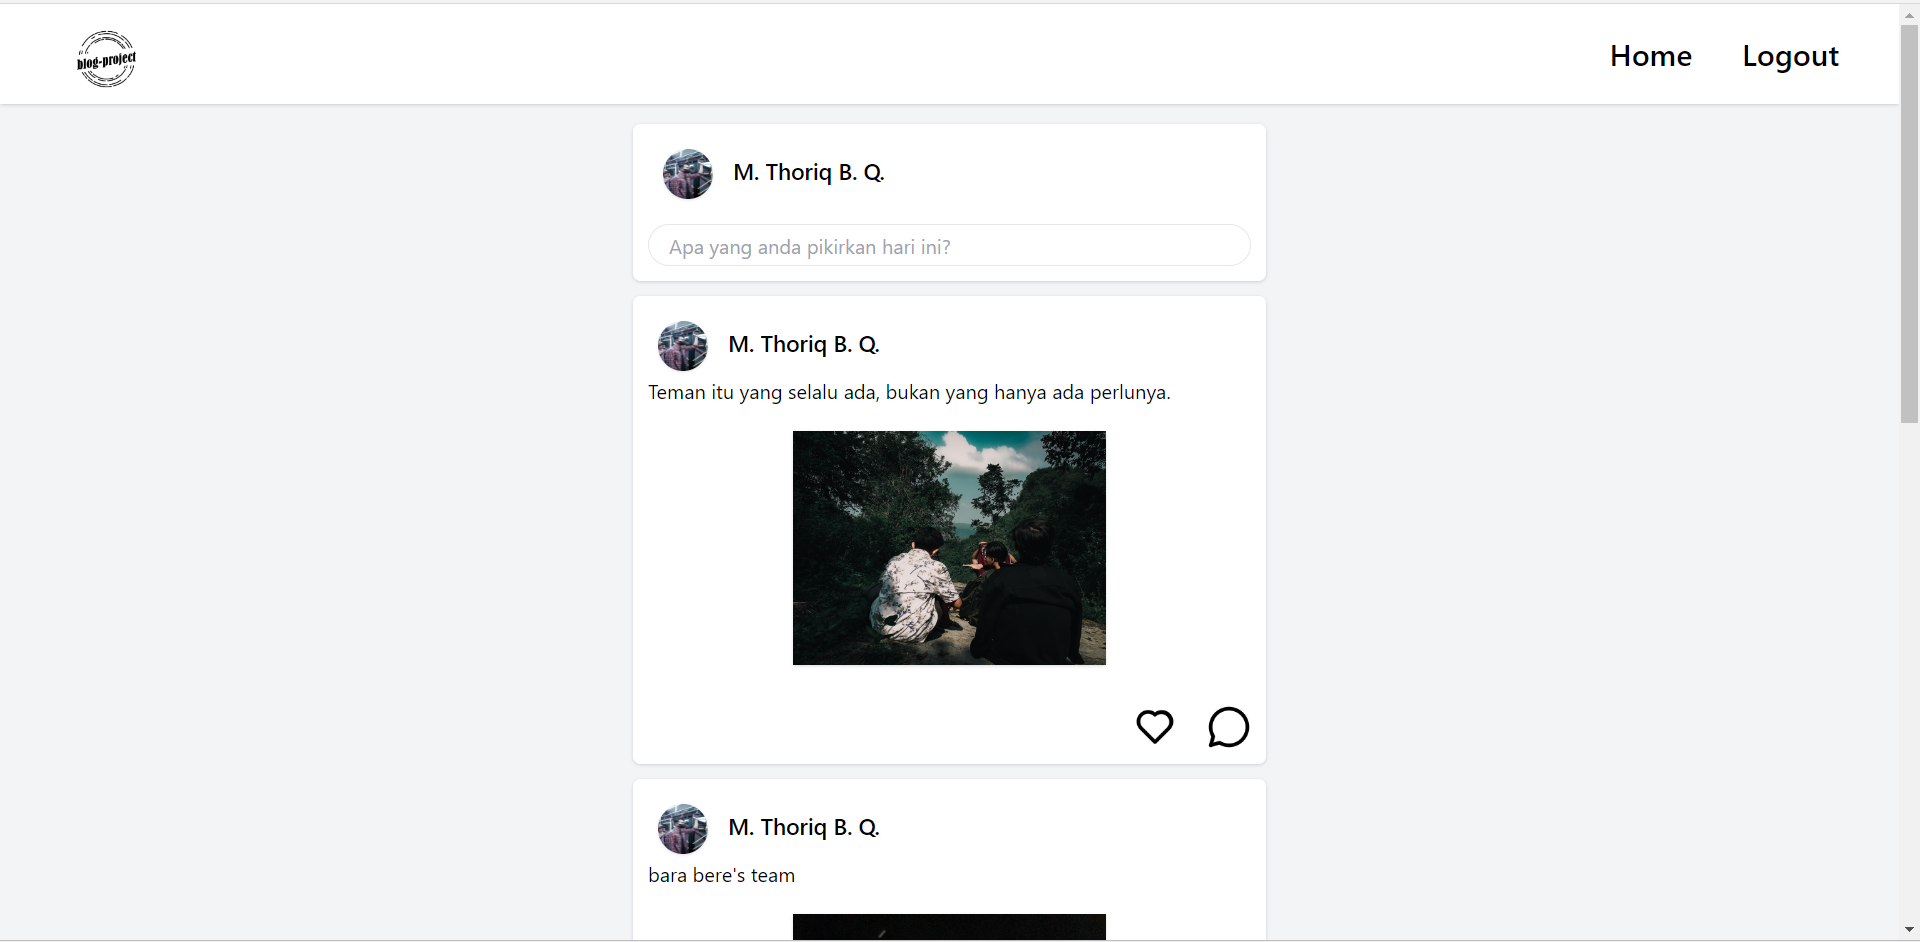 blog-project
Home
Logout
M. Thoriq B. Q.
Apa yang anda pikirkan hari ini?
M. Thoriq B. Q.
Teman itu yang selalu ada, bukan yang hanya ada perlunya.
M. Thoriq B. Q.
bara bere's team